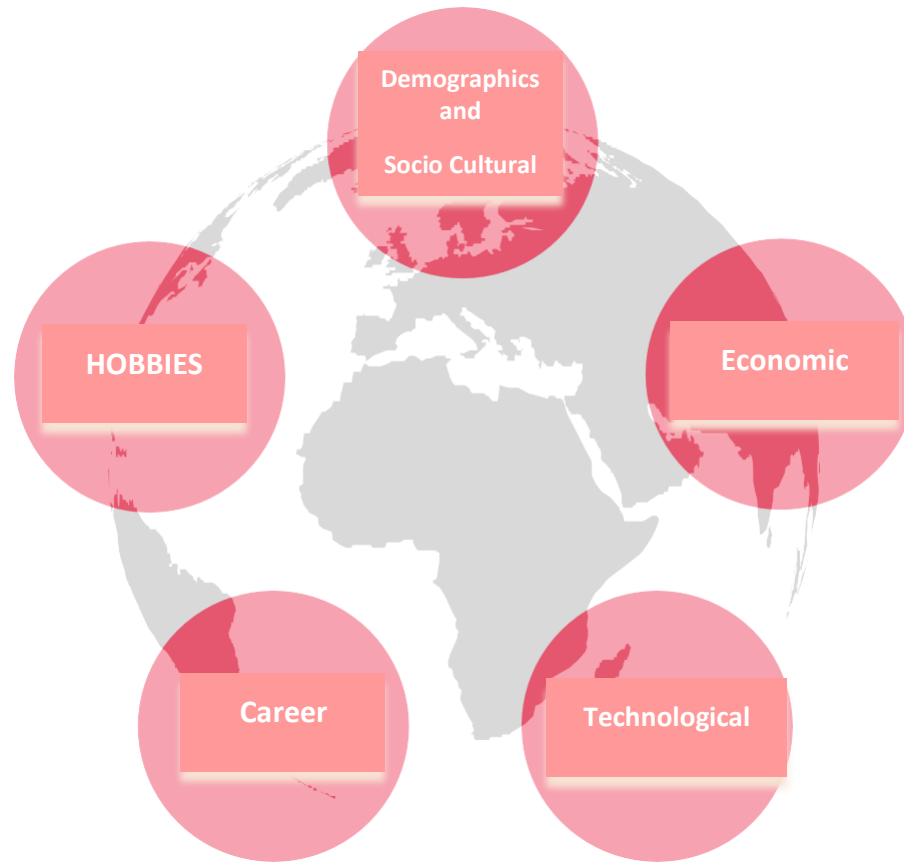 Demographics
and
Socio Cultural
HOBBIES
Economic
Career
Technological